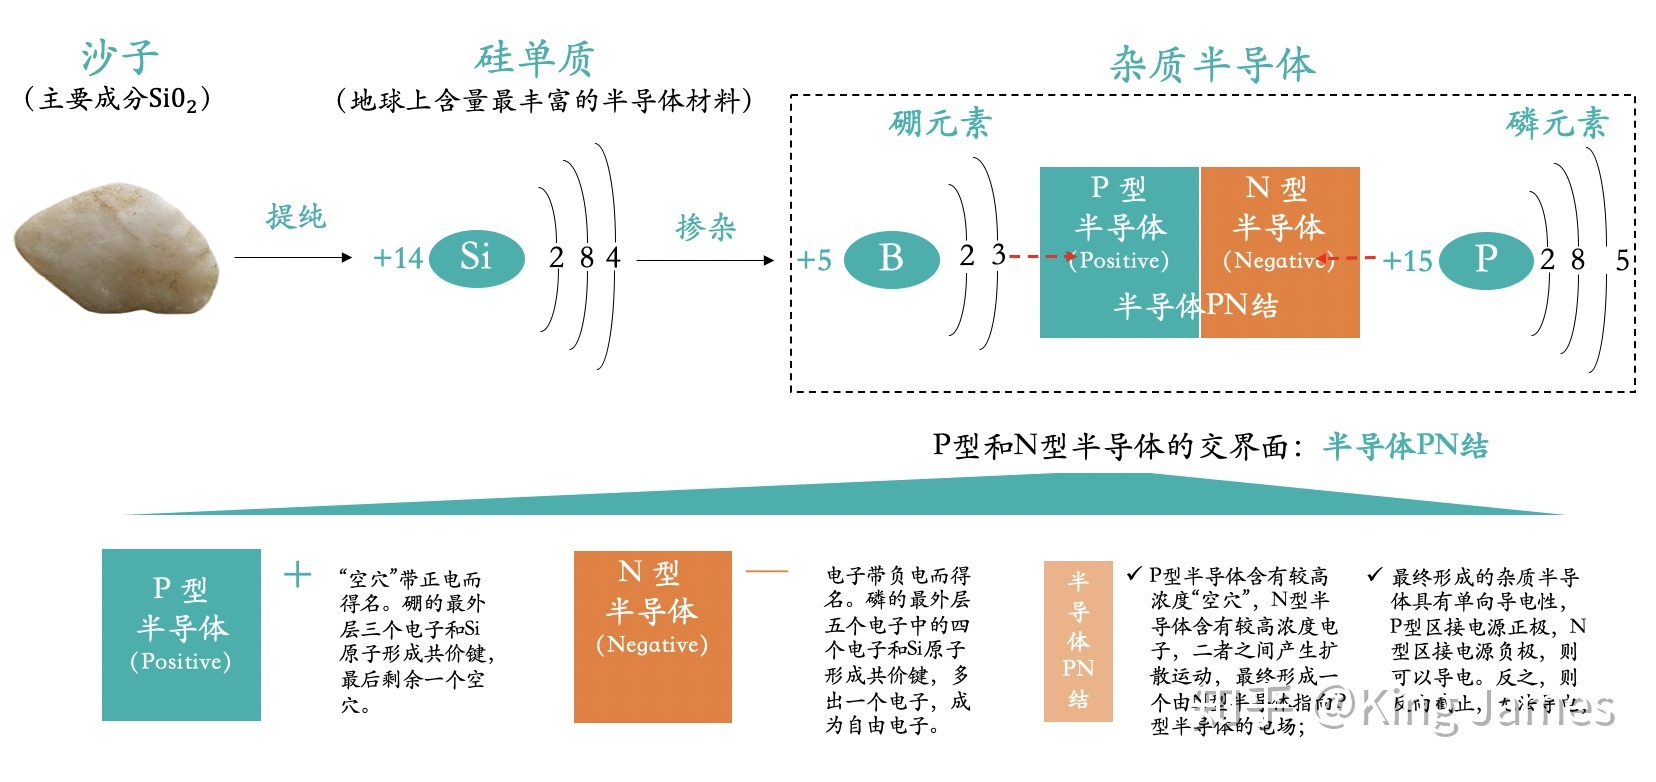 沙子
（主要成分SiO₂）
硅单质
（地球上含量最丰富的半导体材料）
杂质半导体
硼元素
磷元素
提纯
+14
Si
2 8 4
掺杂
+5
B
2 3
P 型
半导体
(Positive)
N 型
半导体
(Negative)
半导体PN结
+15
P
2 8 5
P型和N型半导体的交界面：半导体PN结
P 型
半导体
(Positive)
+
“空穴”带正电而
得名。硼的最外
层三个电子和Si
原子形成共价键，
最后剩余一个空
穴。
N 型
半导体
(Negative)
—
电子带负电而得
名。磷的最外层
五个电子中的四
个电子和Si原子
形成共价键，多
出一个电子，成
为自由电子。
半
导
体
PN
结
✓ P型半导体含有较高
浓度“空穴”，N型半
导体含有较高浓度电
子，二者之间产生扩
散运动，最终形成一
个由N型半导体指向P
型半导体的电场；
✓ 最终形成的杂质半导
体具有单向导电性，
P型区接电源正极，N
型区接电源负极，则
可以导电。反之，则
反向截止，无法导电，
知乎 @King James